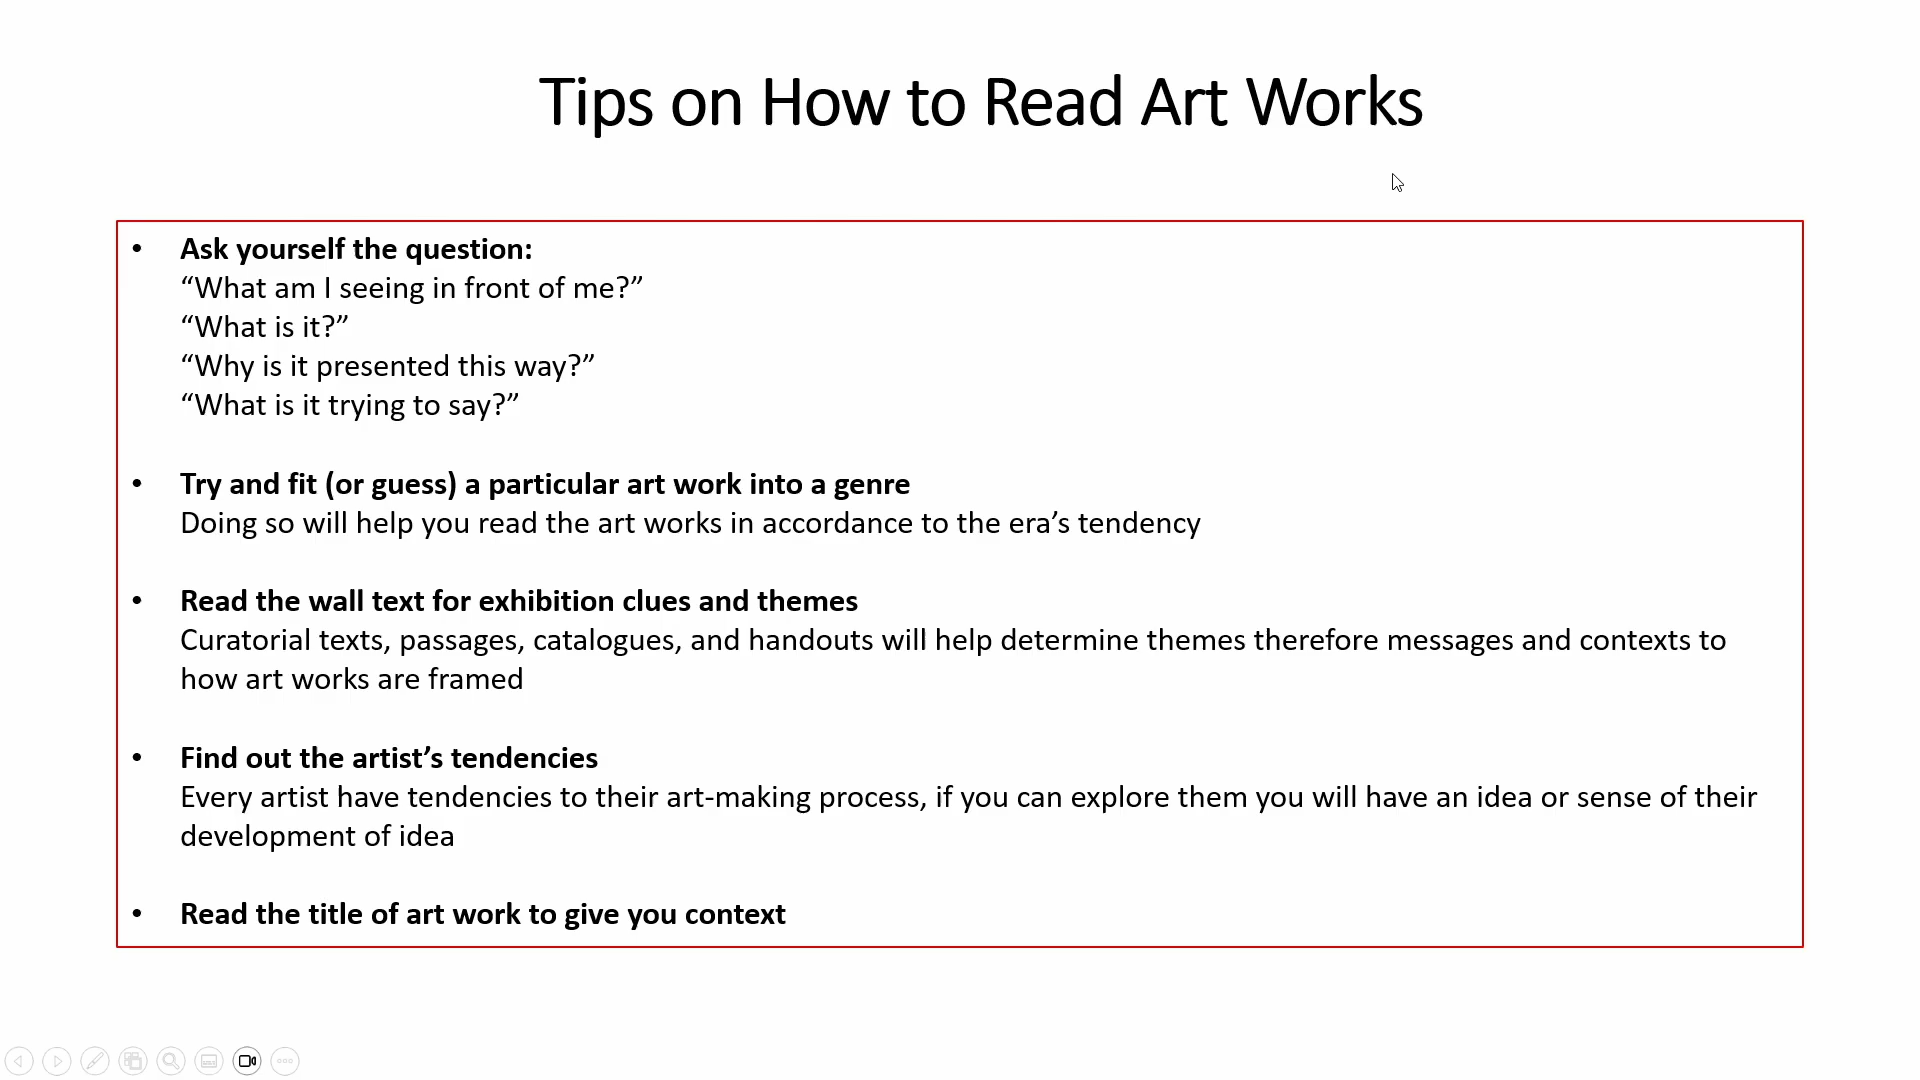 Tips on How to Read Art Works
• Ask yourself the question:
“What am I seeing in front of me?”
“What is it?”
“Why is it presented this way?”
“What is it trying to say?”
• Try and fit (or guess) a particular art work into a genre
Doing so will help you read the art works in accordance to the era’s tendency
• Read the wall text for exhibition clues and themes
Curatorial texts, passages, catalogues, and handouts will help determine themes therefore messages and contexts to
how art works are framed
• Find out the artist’s tendencies
Every artist have tendencies to their art-making process, if you can explore them you will have an idea or sense of their
development of idea
• Read the title of art work to give you context